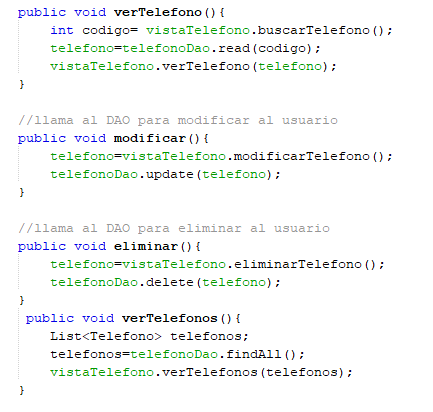 public void verTelefono(){
    int codigo= vistaTelefono.buscarTelefono();
    telefono=telefonoDao.read(codigo);
    vistaTelefono.verTelefono(telefono);
}

//llama al DAO para modificar al usuario
public void modificar(){
    telefono=vistaTelefono.modificarTelefono();
    telefonoDao.update(telefono);
}

//llama al DAO para eliminar al usuario
public void eliminar(){
    telefono=vistaTelefono.eliminarTelefono();
    telefonoDao.delete(telefono);
}
 public void verTelefonos(){
    List<Telefono> telefonos;
    telefonos=telefonoDao.findAll();
    vistaTelefono.verTelefonos(telefonos);
}